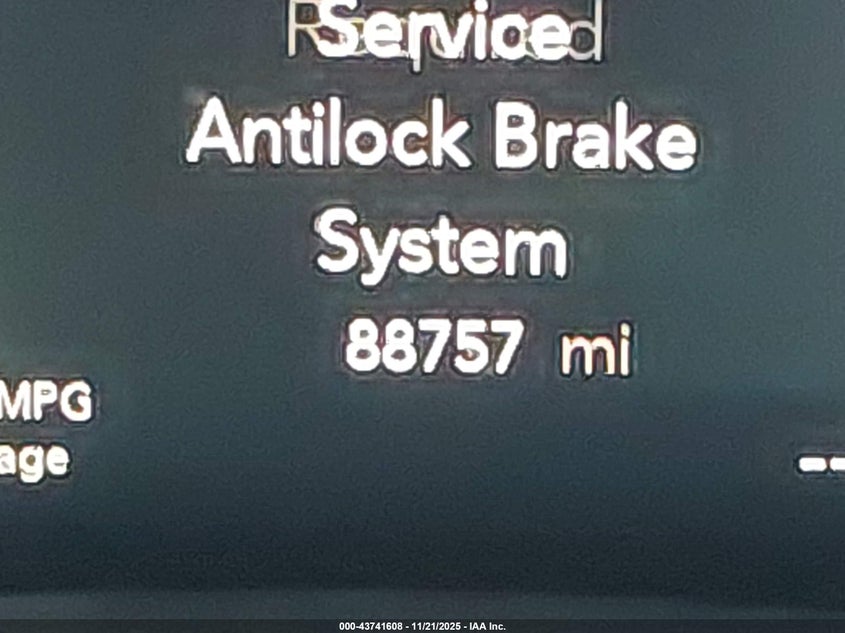 Service
Antilock Brake
System
88757 mi
MPG
age
--
000-43741608 - 11/21/2025 - IAA Inc.